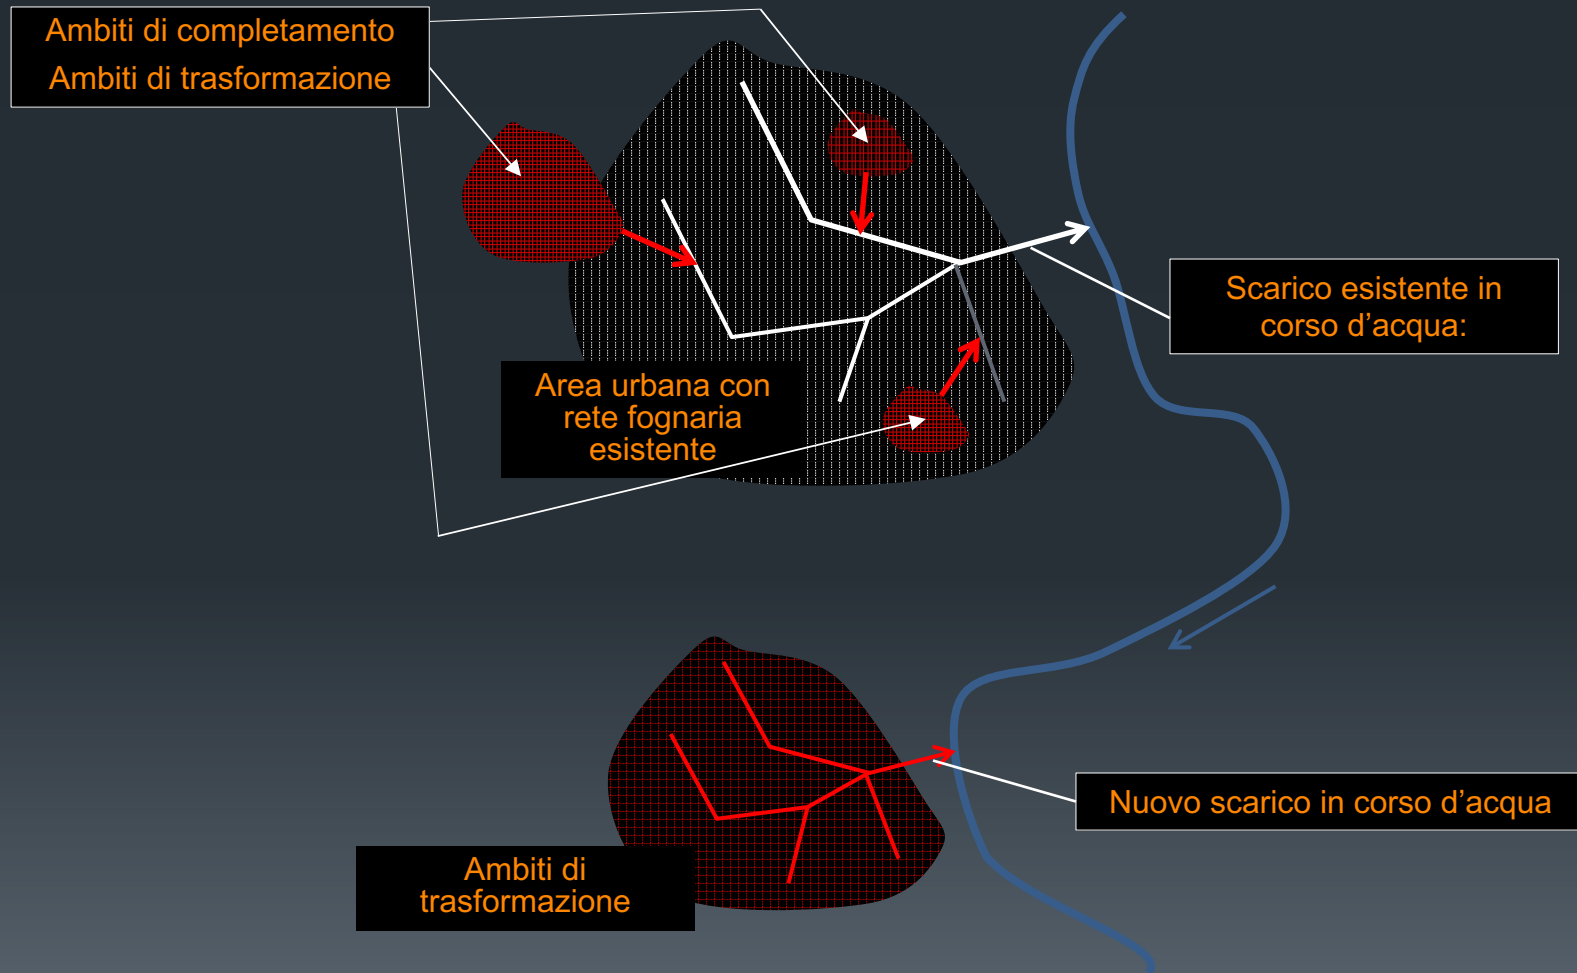 Ambiti di completamento
Ambiti di trasformazione
Scarico esistente in
corso d’acqua:
Area urbana con
rete fognaria
esistente
Nuovo scarico in corso d’acqua
Ambiti di
trasformazione